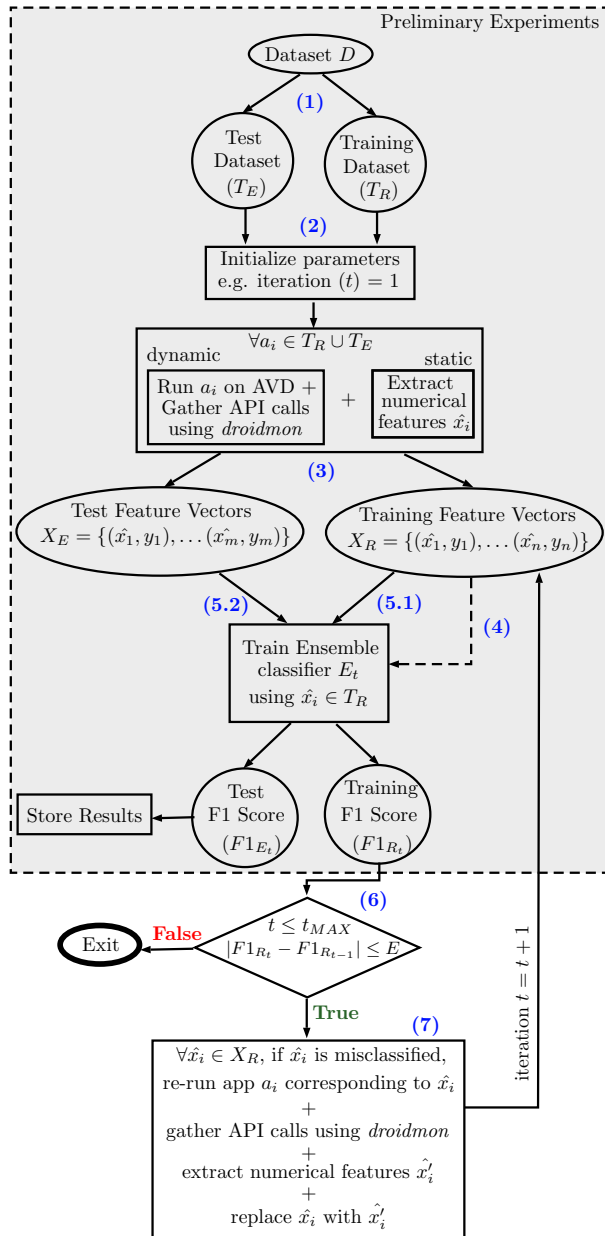 Preliminary Experiments
Dataset D
(1)
Test
Dataset
(T_E)
Training
Dataset
(T_R)
(2)
Initialize parameters
e.g. iteration (t) = 1
∀a_i ∈ T_R ∪ T_E
dynamic
static
Run a_i on AVD +
Gather API calls
using droidmon
+
Extract
numerical
features x̂_i
(3)
Test Feature Vectors
X_E = {(x̂_1, y_1), … (x̂_m, y_m)}
Training Feature Vectors
X_R = {(x̂_1, y_1), … (x̂_n, y_n)}
(5.2)
(5.1)
(4)
Train Ensemble
classifier E_t
using x̂_i ∈ T_R
Store Results
Test
F1 Score
(F1_{E_t})
Training
F1 Score
(F1_{R_t})
(6)
t ≤ t_{MAX}
|F1_{R_t} − F1_{R_{t−1}}| ≤ E
False
Exit
True
(7)
∀x̂_i ∈ X_R, if x̂_i is misclassified,
re-run app a_i corresponding to x̂_i
+
gather API calls using droidmon
+
extract numerical features x̂′_i
+
replace x̂_i with x̂′_i
iteration t = t + 1